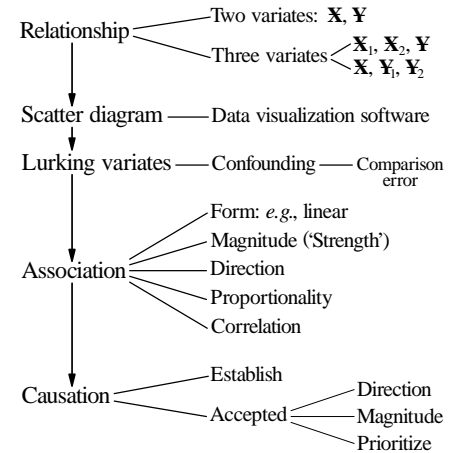 Two variates: X, Y
Relationship
X₁, X₂, Y
Three variates
X, Y₁, Y₂
Scatter diagram
Data visualization software
Lurking variates
Confounding
Comparison
error
Form: e.g., linear
Magnitude ('Strength')
Association
Direction
Proportionality
Correlation
Establish
Causation
Direction
Accepted
Magnitude
Prioritize